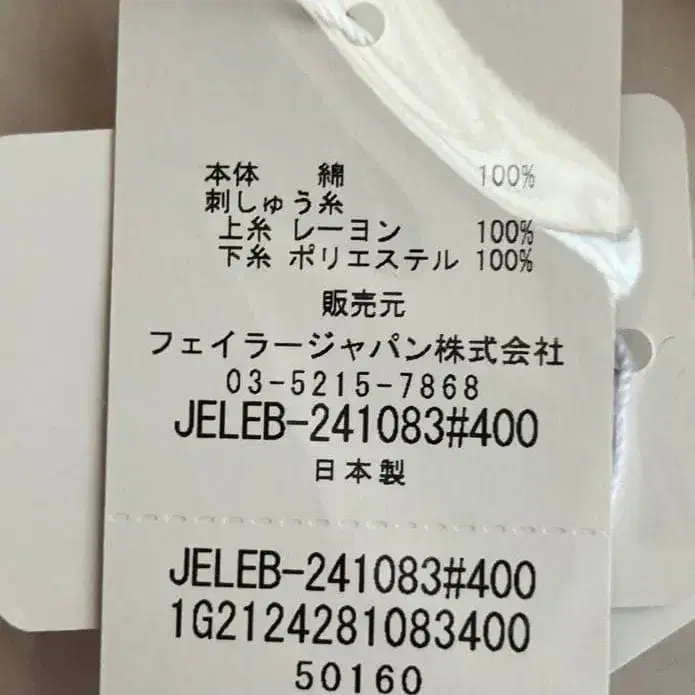 本体 綿 100%
刺しゅう糸
上糸 レーヨン 100%
下糸 ポリエステル 100%
販売元
フェイラージャパン株式会社
03-5215-7868
JELEB-241083#400
日本製
JELEB-241083#400
1G2124281083400
50160